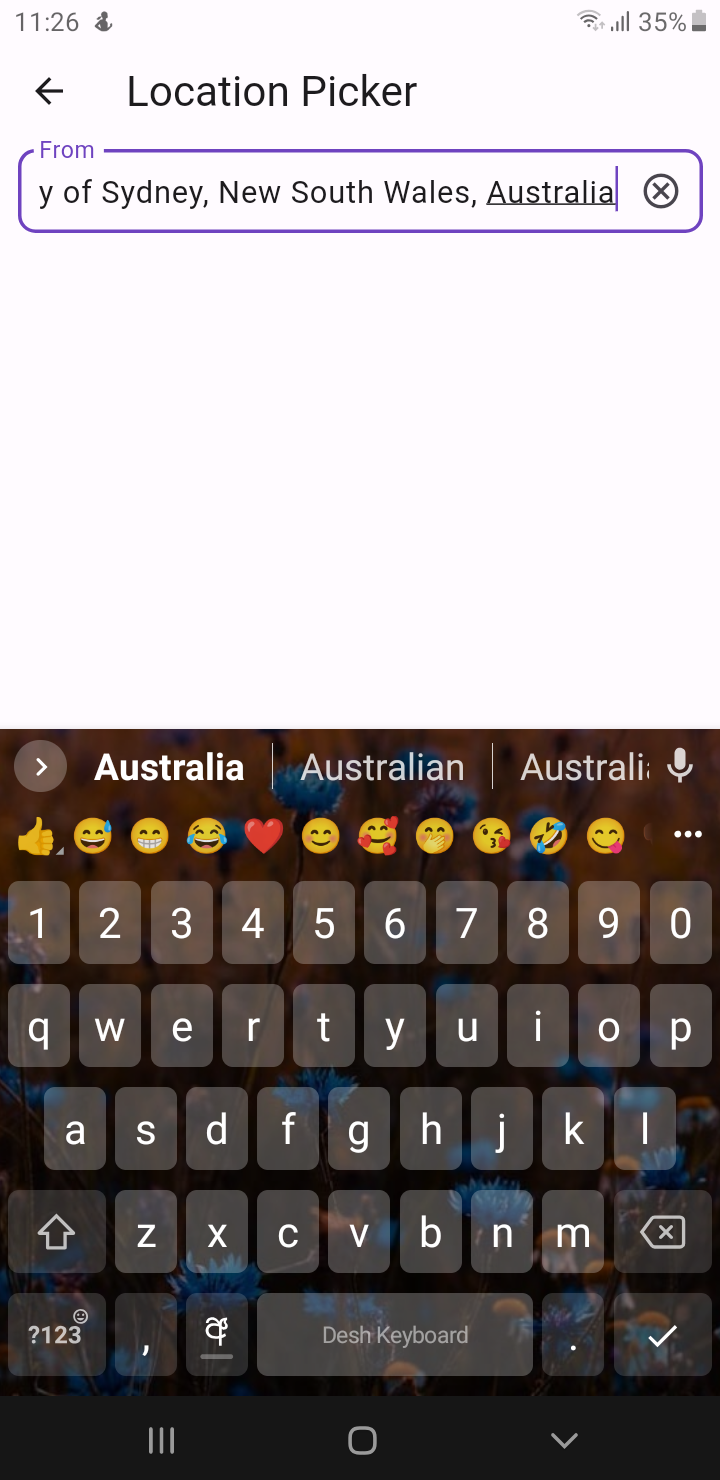 11:26 35%
Location Picker
From
y of Sydney, New South Wales, Australia
Australia Australian
1 2 3 4 5 6 7 8 9 0
q w e r t y u i o p
a s d f g h j k l
z x c v b n m
?123 , Desh Keyboard .